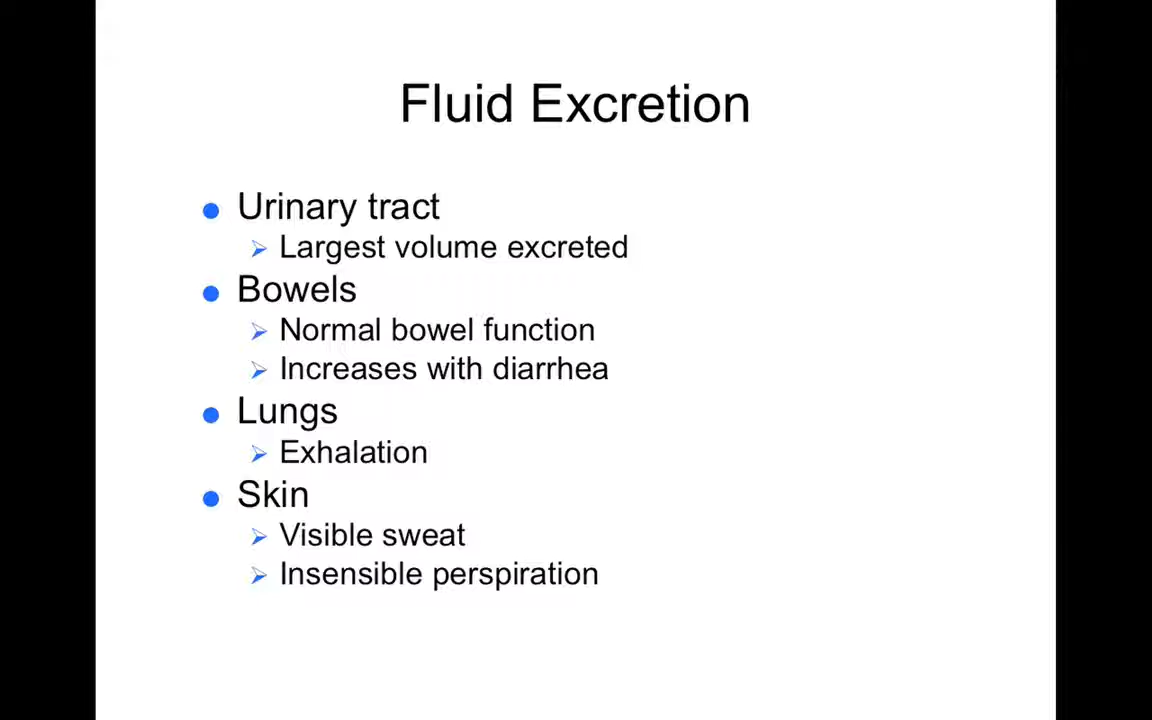 Fluid Excretion
Urinary tract
Largest volume excreted
Bowels
Normal bowel function
Increases with diarrhea
Lungs
Exhalation
Skin
Visible sweat
Insensible perspiration